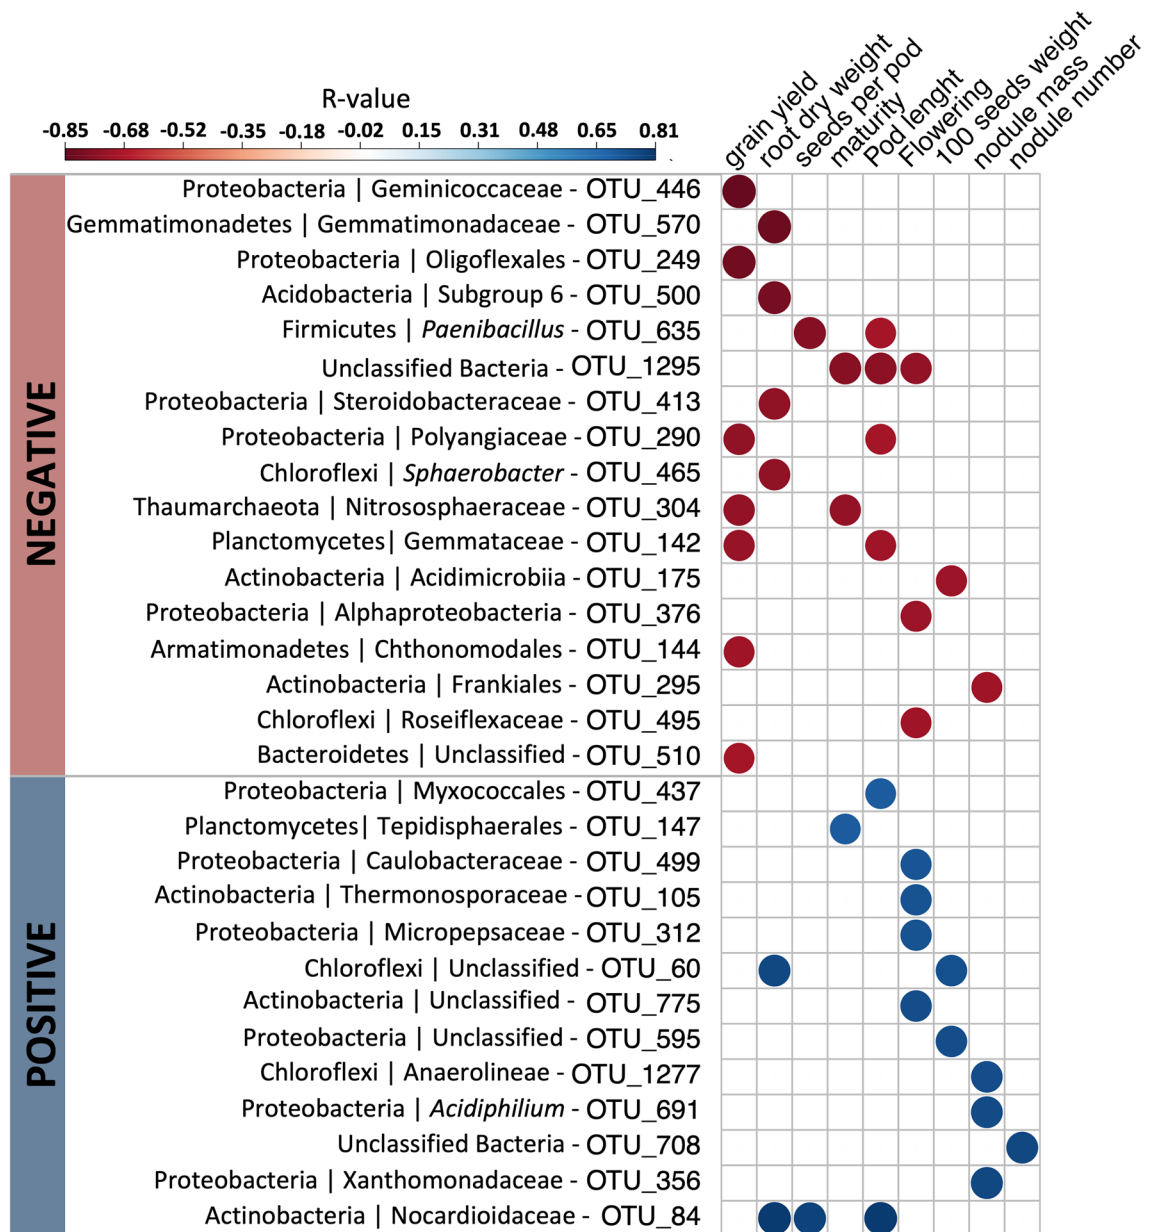 R-value
-0.85 -0.68 -0.52 -0.35 -0.18 -0.02 0.15 0.31 0.48 0.65 0.81
grain yield
root dry weight
seeds per pod
maturity
Pod lenght
Flowering
100 seeds weight
nodule mass
nodule number
NEGATIVE
Proteobacteria | Geminicoccaceae - OTU_446
Gemmatimonadetes | Gemmatimonadaceae - OTU_570
Proteobacteria | Oligoflexales - OTU_249
Acidobacteria | Subgroup 6 - OTU_500
Firmicutes | Paenibacillus - OTU_635
Unclassified Bacteria - OTU_1295
Proteobacteria | Steroidobacteraceae - OTU_413
Proteobacteria | Polyangiaceae - OTU_290
Chloroflexi | Sphaerobacter - OTU_465
Thaumarchaeota | Nitrososphaeraceae - OTU_304
Planctomycetes| Gemmataceae - OTU_142
Actinobacteria | Acidimicrobiia - OTU_175
Proteobacteria | Alphaproteobacteria - OTU_376
Armatimonadetes | Chthonomodales - OTU_144
Actinobacteria | Frankiales - OTU_295
Chloroflexi | Roseiflexaceae - OTU_495
Bacteroidetes | Unclassified - OTU_510
POSITIVE
Proteobacteria | Myxococcales - OTU_437
Planctomycetes| Tepidisphaerales - OTU_147
Proteobacteria | Caulobacteraceae - OTU_499
Actinobacteria | Thermonosporaceae - OTU_105
Proteobacteria | Micropepsaceae - OTU_312
Chloroflexi | Unclassified - OTU_60
Actinobacteria | Unclassified - OTU_775
Proteobacteria | Unclassified - OTU_595
Chloroflexi | Anaerolineae - OTU_1277
Proteobacteria | Acidiphilium - OTU_691
Unclassified Bacteria - OTU_708
Proteobacteria | Xanthomonadaceae - OTU_356
Actinobacteria | Nocardioidaceae - OTU_84